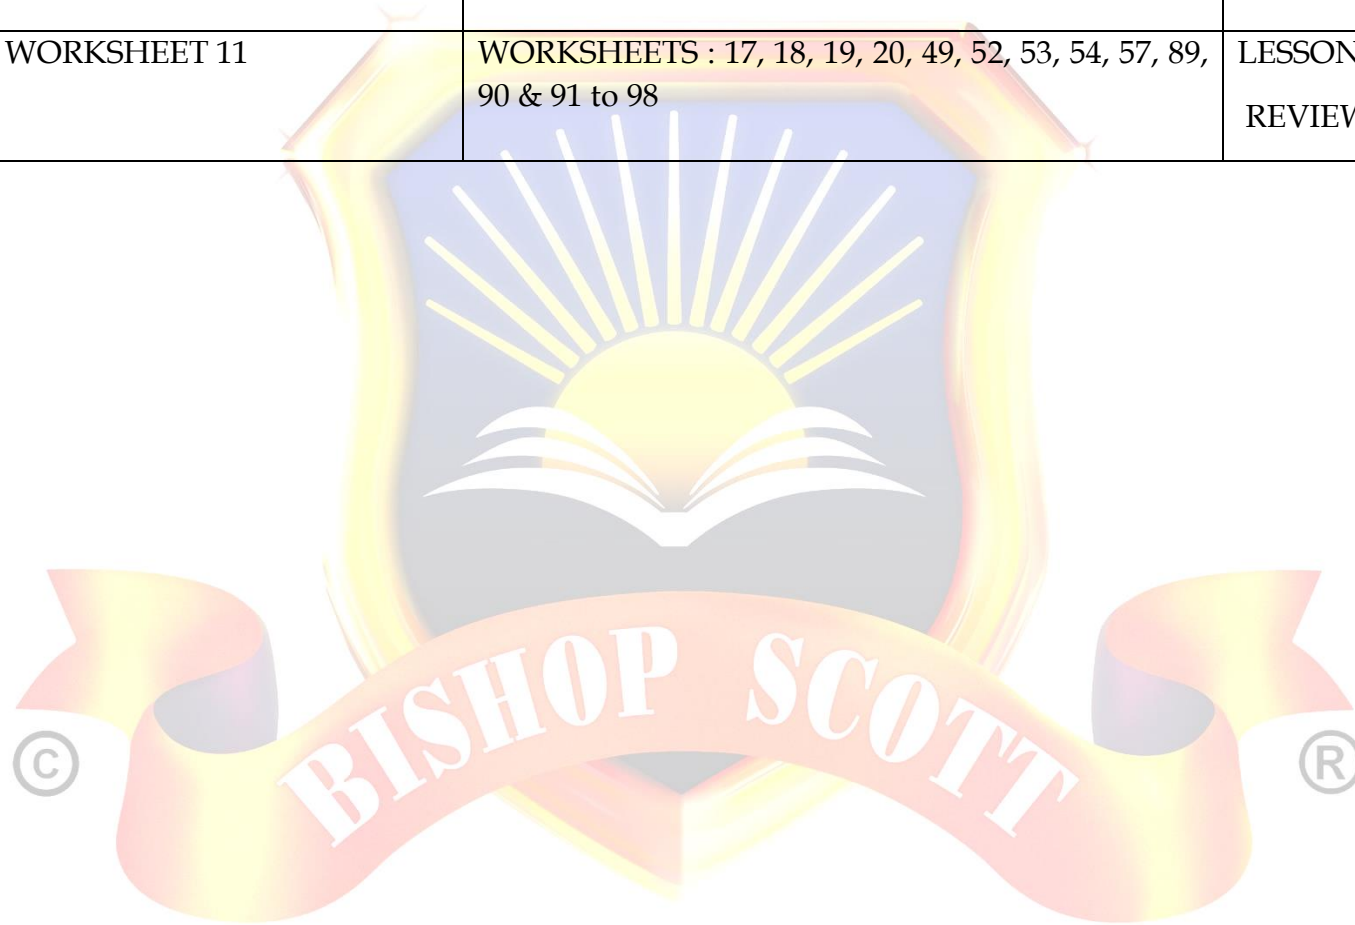 WORKSHEET 11
WORKSHEETS : 17, 18, 19, 20, 49, 52, 53, 54, 57, 89,
90 & 91 to 98
LESSON
REVIEW
BISHOP SCOTT
©
®